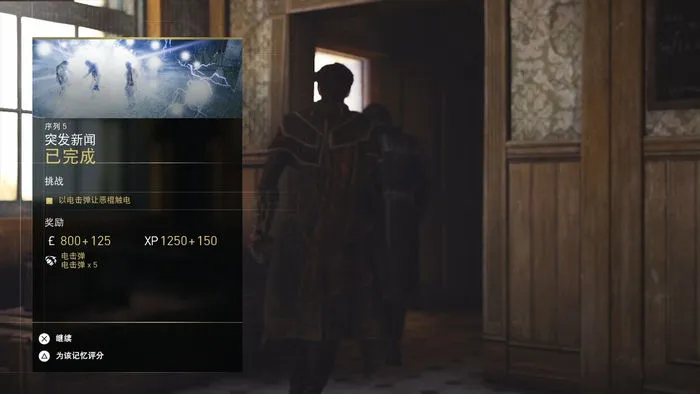 序列 5
突发新闻
已完成
挑战
以电击弹让恶棍触电
奖励
£ 800+125 XP 1250+150
电击弹
电击弹 x 5
继续
为该记忆评分